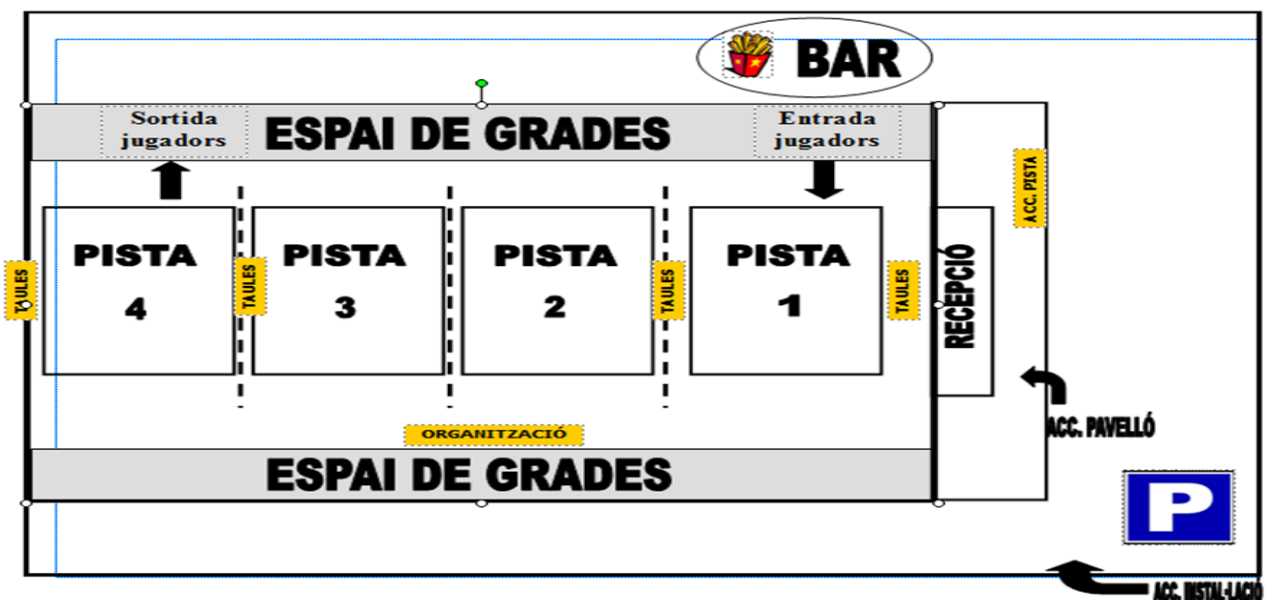 BAR
Sortida
jugadors
ESPAI DE GRADES
Entrada
jugadors
ACC. PISTA
PISTA
4
PISTA
3
PISTA
2
PISTA
1
TAULES
TAULES
TAULES
TAULES
RECEPCIÓ
ACC. PAVELLÓ
ORGANITZACIÓ
ESPAI DE GRADES
P
ACC. INSTAL·LACIÓ